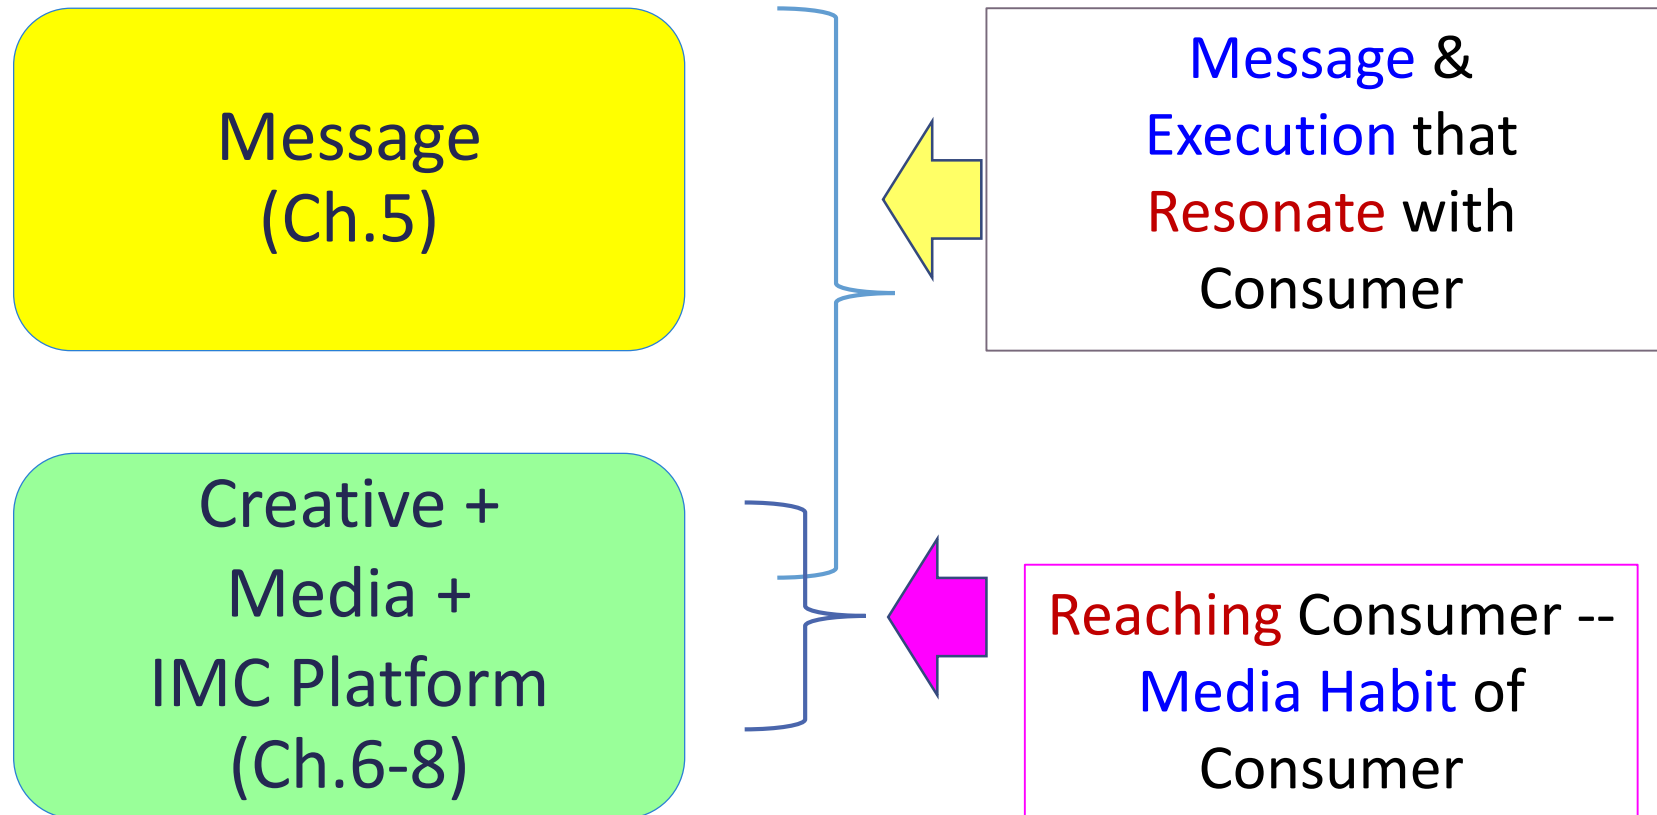 Message
(Ch.5)
Message &
Execution that
Resonate with
Consumer
Creative +
Media +
IMC Platform
(Ch.6-8)
Reaching Consumer --
Media Habit of
Consumer